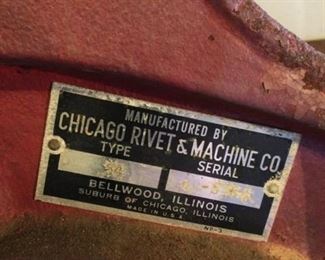 MANUFACTURED BY
CHICAGO RIVET & MACHINE CO.
TYPE SERIAL
BELLWOOD, ILLINOIS
SUBURB OF CHICAGO, ILLINOIS
MADE IN U.S.A.
NP-3